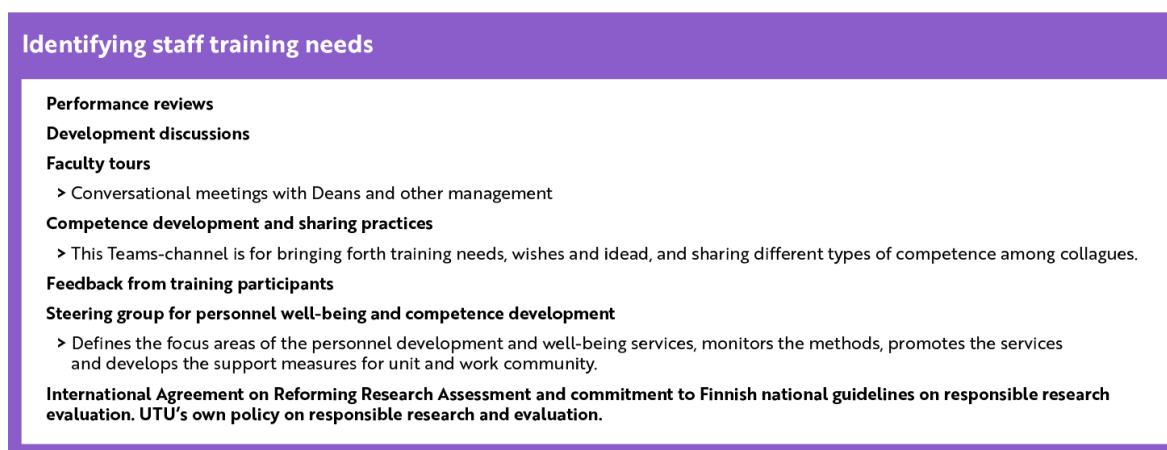 Identifying staff training needs
Performance reviews
Development discussions
Faculty tours
> Conversational meetings with Deans and other management
Competence development and sharing practices
> This Teams-channel is for bringing forth training needs, wishes and idead, and sharing different types of competence among collagues.
Feedback from training participants
Steering group for personnel well-being and competence development
> Defines the focus areas of the personnel development and well-being services, monitors the methods, promotes the services
and develops the support measures for unit and work community.
International Agreement on Reforming Research Assessment and commitment to Finnish national guidelines on responsible research
evaluation. UTU’s own policy on responsible research and evaluation.